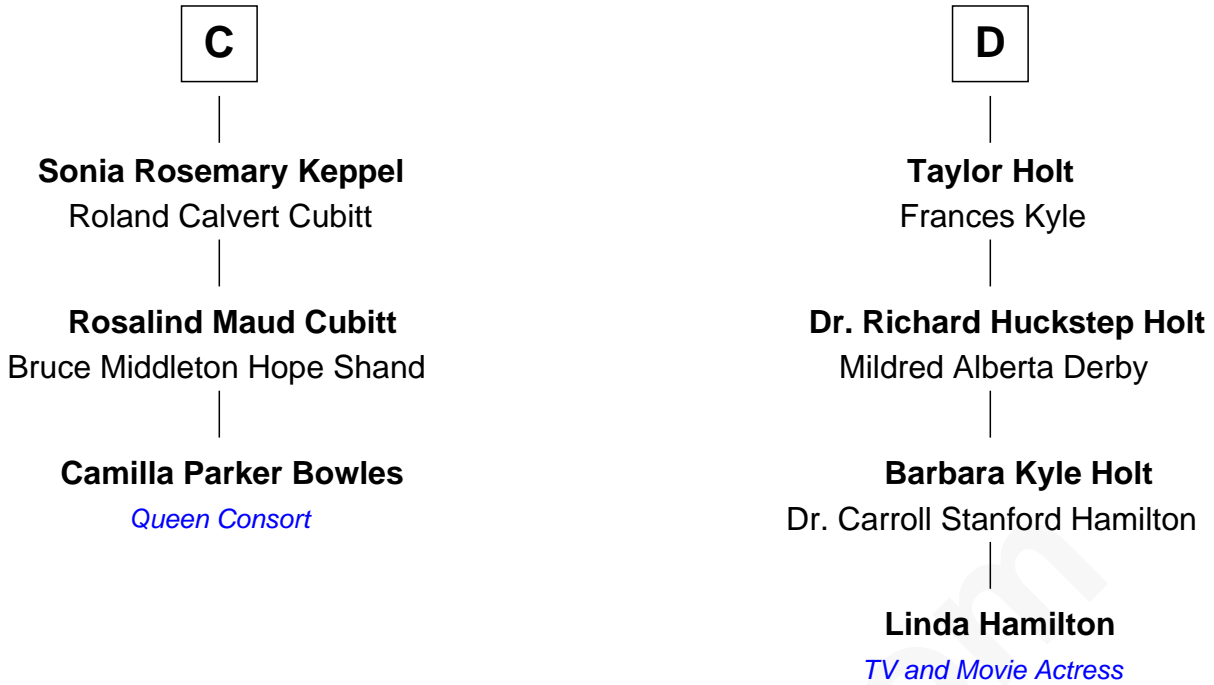 C
Sonia Rosemary Keppel
Roland Calvert Cubitt
Rosalind Maud Cubitt
Bruce Middleton Hope Shand
Camilla Parker Bowles
Queen Consort
D
Taylor Holt
Frances Kyle
Dr. Richard Huckstep Holt
Mildred Alberta Derby
Barbara Kyle Holt
Dr. Carroll Stanford Hamilton
Linda Hamilton
TV and Movie Actress